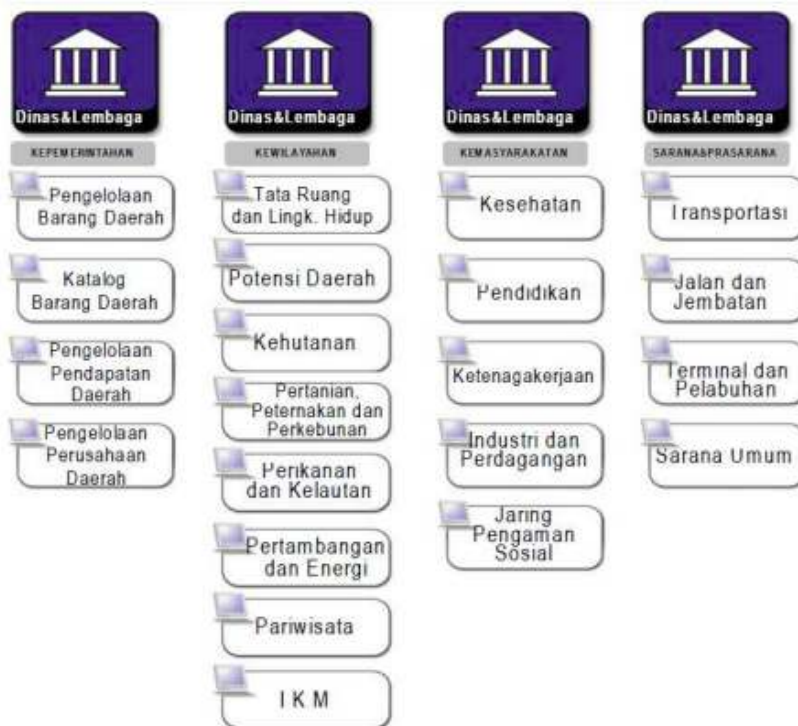 Dinas&Lembaga
KEPEMERINTAHAN
Pengelolaan
Barang Daerah
Katalog
Barang Daerah
Pengelolaan
Pendapatan
Daerah
Pengelolaan
Perusahaan
Daerah
Dinas&Lembaga
KEWILAYAHAN
Tata Ruang
dan Lingk. Hidup
Potensi Daerah
Kehutanan
Pertanian,
Peternakan dan
Perkebunan
Perikanan
dan Kelautan
Pertambangan
dan Energi
Pariwisata
I K M
Dinas&Lembaga
KEMASYARAKATAN
Kesehatan
Pendidikan
Ketenagakerjaan
Industri dan
Perdagangan
Jaring
Pengaman
Sosial
Dinas&Lembaga
SARANA&PRASARANA
Transportasi
Jalan dan
Jembatan
Terminal dan
Pelabuhan
Sarana Umum